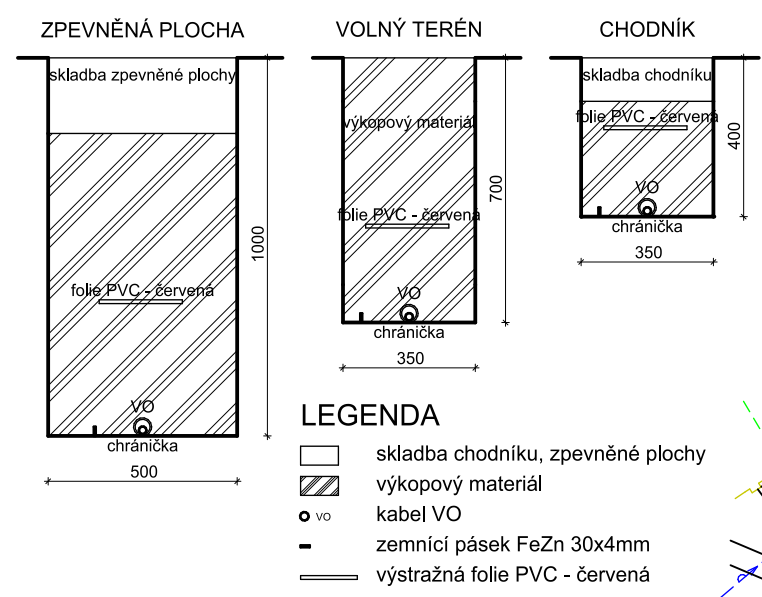 ZPEVNĚNÁ PLOCHA
skladba zpevněné plochy
folie PVC - červená
VO
chránička
500
1000
VOLNÝ TERÉN
výkopový materiál
folie PVC - červená
VO
chránička
350
700
CHODNÍK
skladba chodníku
folie PVC - červená
VO
chránička
350
400
LEGENDA
skladba chodníku, zpevněné plochy
výkopový materiál
VO kabel VO
zemnící pásek FeZn 30x4mm
výstražná folie PVC - červená